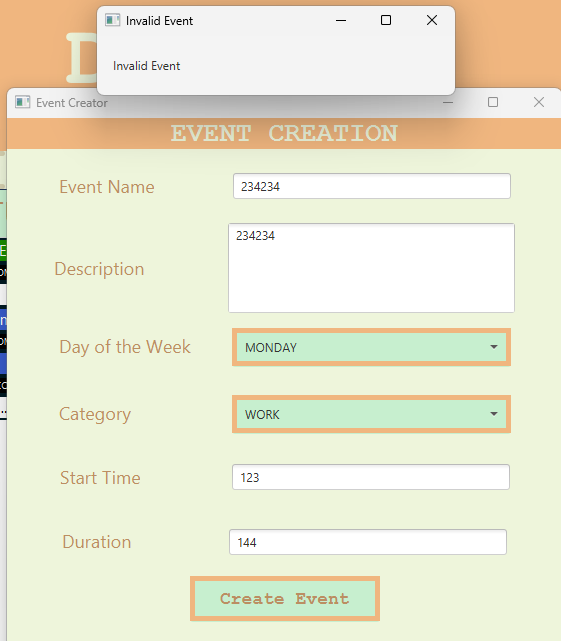 Invalid Event
Invalid Event
Event Creator
EVENT CREATION
Event Name
234234
Description
234234
Day of the Week
MONDAY
Category
WORK
Start Time
123
Duration
144
Create Event